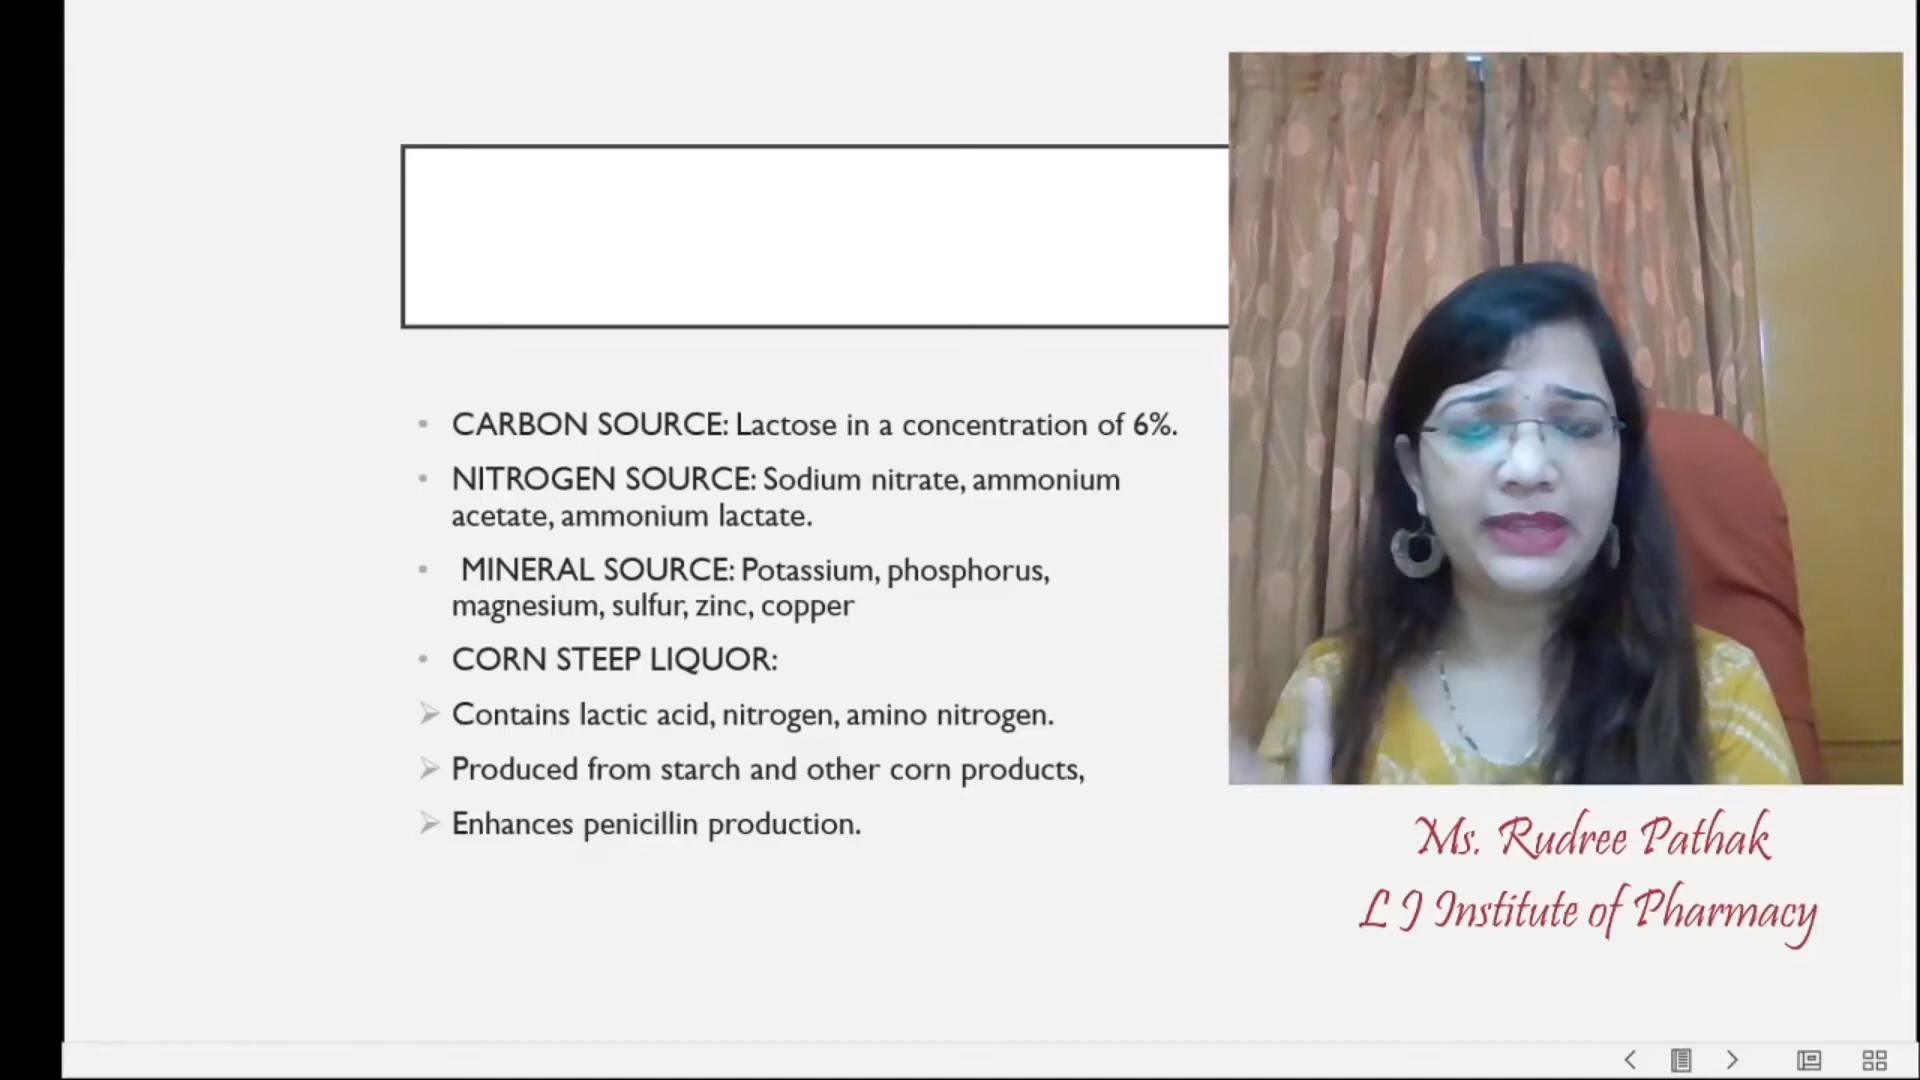 CARBON SOURCE: Lactose in a concentration of 6%.
NITROGEN SOURCE: Sodium nitrate, ammonium
acetate, ammonium lactate.
MINERAL SOURCE: Potassium, phosphorus,
magnesium, sulfur, zinc, copper
CORN STEEP LIQUOR:
Contains lactic acid, nitrogen, amino nitrogen.
Produced from starch and other corn products,
Enhances penicillin production.
Ms. Rudree Pathak
L J Institute of Pharmacy